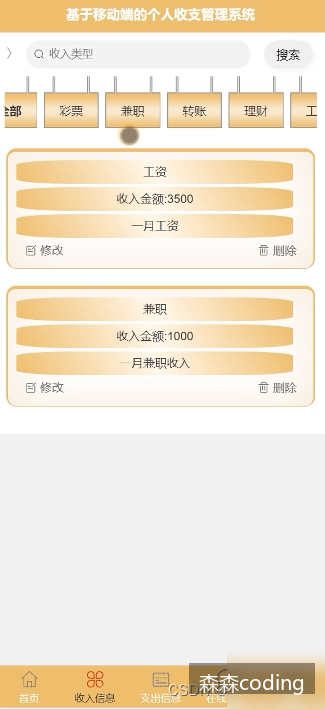 基于移动端的个人收支管理系统
收入类型
搜索
全部
彩票
兼职
转账
理财
工
工资
收入金额:3500
一月工资
修改
删除
兼职
收入金额:1000
一月兼职收入
修改
删除
首页
收入信息
支出信息
在线
CSDN
森森coding